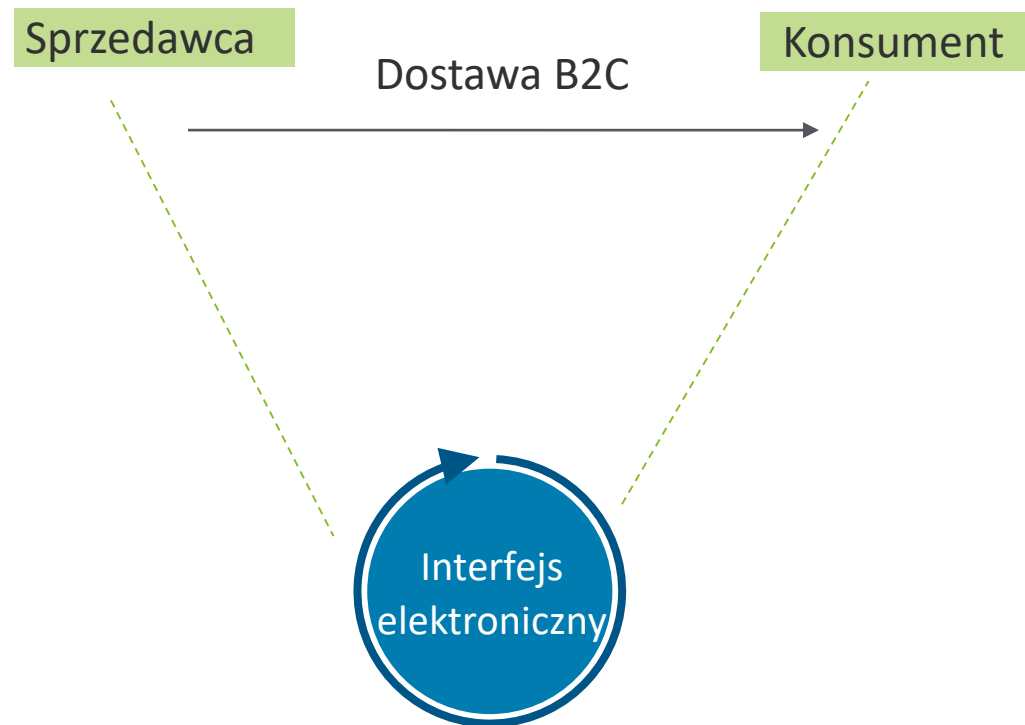 Sprzedawca
Konsument
Dostawa B2C
Interfejs
elektroniczny